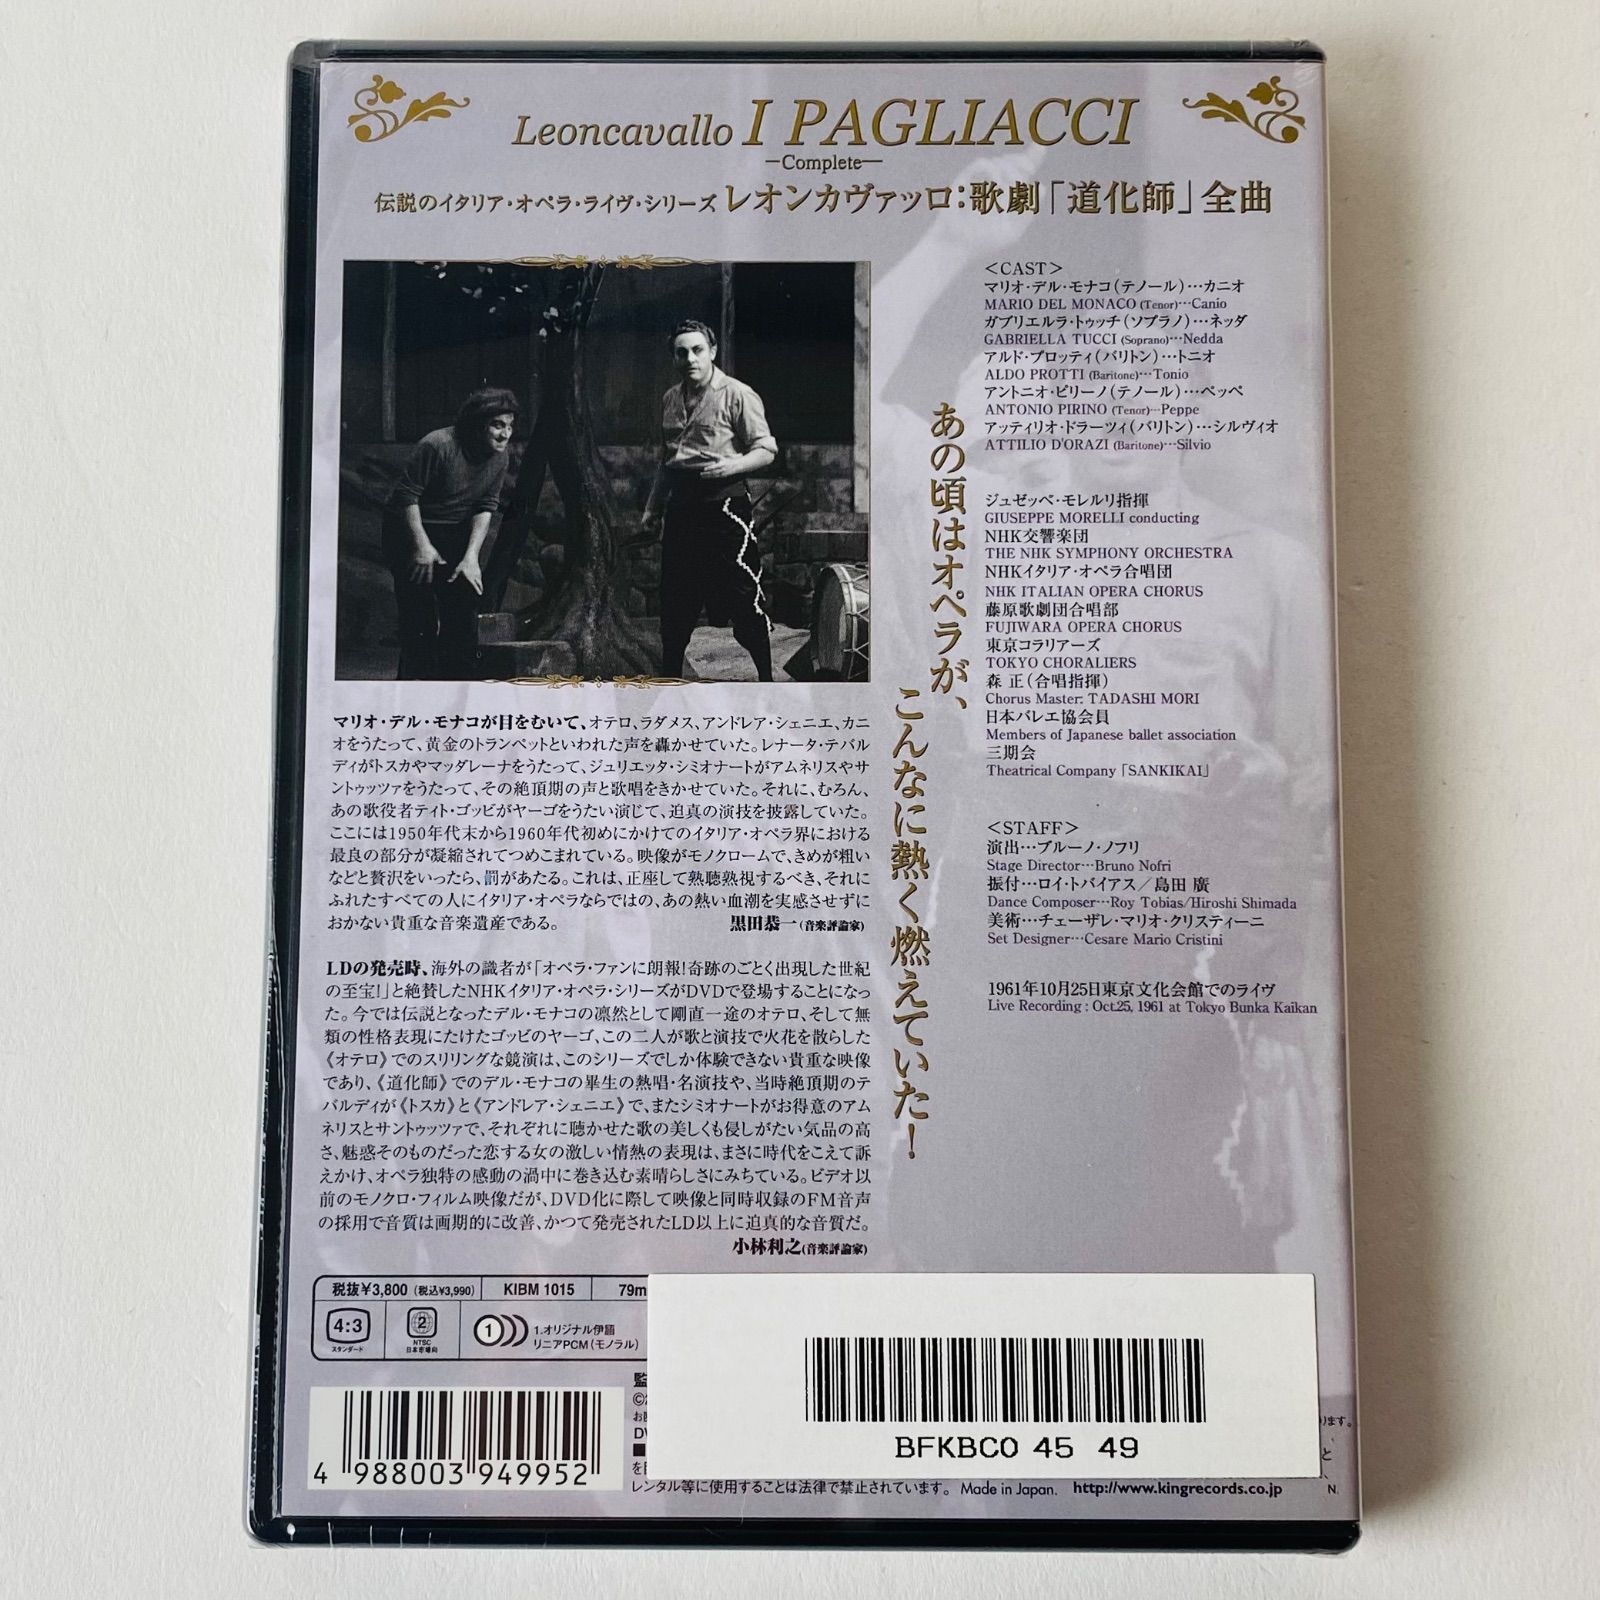 Leoncavallo I PAGLIACCI
—Complete—
伝説のイタリア・オペラ・ライヴ・シリーズ レオンカヴァッロ:歌劇「道化師」全曲
<CAST>
マリオ・デル・モナコ(テノール)…カニオ
MARIO DEL MONACO (Tenor)…Canio
ガブリエルラ・トゥッチ(ソプラノ)…ネッダ
GABRIELLA TUCCI (Soprano)…Nedda
アルド・プロッティ(バリトン)…トニオ
ALDO PROTTI (Baritone)…Tonio
アントニオ・ピリーノ(テノール)…ペッペ
ANTONIO PIRINO (Tenor)…Peppe
アッティリオ・ドラーツィ(バリトン)…シルヴィオ
ATTILIO D'ORAZI (Baritone)…Silvio
ジュゼッペ・モレルリ指揮
GIUSEPPE MORELLI conducting
NHK交響楽団
THE NHK SYMPHONY ORCHESTRA
NHKイタリア・オペラ合唱団
NHK ITALIAN OPERA CHORUS
藤原歌劇団合唱部
FUJIWARA OPERA CHORUS
東京コラリアーズ
TOKYO CHORALIERS
森 正(合唱指揮)
Chorus Master: TADASHI MORI
日本バレエ協会員
Members of Japanese ballet association
三期会
Theatrical Company「SANKIKAI」
<STAFF>
演出…ブルーノ・ノフリ
Stage Director…Bruno Nofri
振付…ロイ・トバイアス/島田 廣
Dance Composer…Roy Tobias/Hiroshi Shimada
美術…チェーザレ・マリオ・クリスティーニ
Set Designer…Cesare Mario Cristini
1961年10月25日東京文化会館でのライヴ
Live Recording : Oct.25, 1961 at Tokyo Bunka Kaikan
あの頃はオペラが、
こんなに熱く燃えていた!
マリオ・デル・モナコが目をむいて、オテロ、ラダメス、アンドレア・シェニエ、カニ
オをうたって、黄金のトランペットといわれた声を轟かせていた。レナータ・テバル
ディがトスカやマッダレーナをうたって、ジュリエッタ・シミオナートがアムネリスやサ
ントゥッツァをうたって、その絶頂期の声と歌唱をきかせていた。それに、むろん、
あの歌役者ティト・ゴッビがヤーゴをうたい演じて、迫真の演技を披露していた。
ここには1950年代末から1960年代初めにかけてのイタリア・オペラ界における
最良の部分が凝縮されてつめこまれている。映像がモノクロームで、きめが粗い
などと贅沢をいったら、罰があたる。これは、正座して熟聴熟視するべき、それに
ふれたすべての人にイタリア・オペラならではの、あの熱い血潮を実感させずに
おかない貴重な音楽遺産である。 黒田恭一(音楽評論家)
LDの発売時、海外の識者が「オペラ・ファンに朗報!奇跡のごとく出現した世紀
の至宝!」と絶賛したNHKイタリア・オペラ・シリーズがDVDで登場することになっ
た。今では伝説となったデル・モナコの凛然として剛直一途のオテロ、そして無
類の性格表現にたけたゴッビのヤーゴ、この二人が歌と演技で火花を散らした
《オテロ》でのスリリングな競演は、このシリーズでしか体験できない貴重な映像
であり、《道化師》でのデル・モナコの畢生の熱唱・名演技や、当時絶頂期のテ
バルディが《トスカ》と《アンドレア・シェニエ》で、またシミオナートがお得意のアム
ネリスとサントゥッツァで、それぞれに聴かせた歌の美しくも侵しがたい気品の高
さ、魅惑そのものだった恋する女の激しい情熱の表現は、まさに時代をこえて訴
えかけ、オペラ独特の感動の渦中に巻き込む素晴らしさにみちている。ビデオ以
前のモノクロ・フィルム映像だが、DVD化に際して映像と同時収録のFM音声
の採用で音質は画期的に改善、かつて発売されたLD以上に迫真的な音質だ。
小林利之(音楽評論家)
税抜¥3,800 (税込¥3,990) KIBM 1015 79m
4:3
スタンダード
2
NTSC
日本市場向
1
1.オリジナル伊語
リニアPCM(モノラル)
BFKBCO 45 49
監
DV
ります。
と
を
レンタル等に使用することは法律で禁止されています。 Made in Japan. http://www.kingrecords.co.jp N.
4 988003 949952